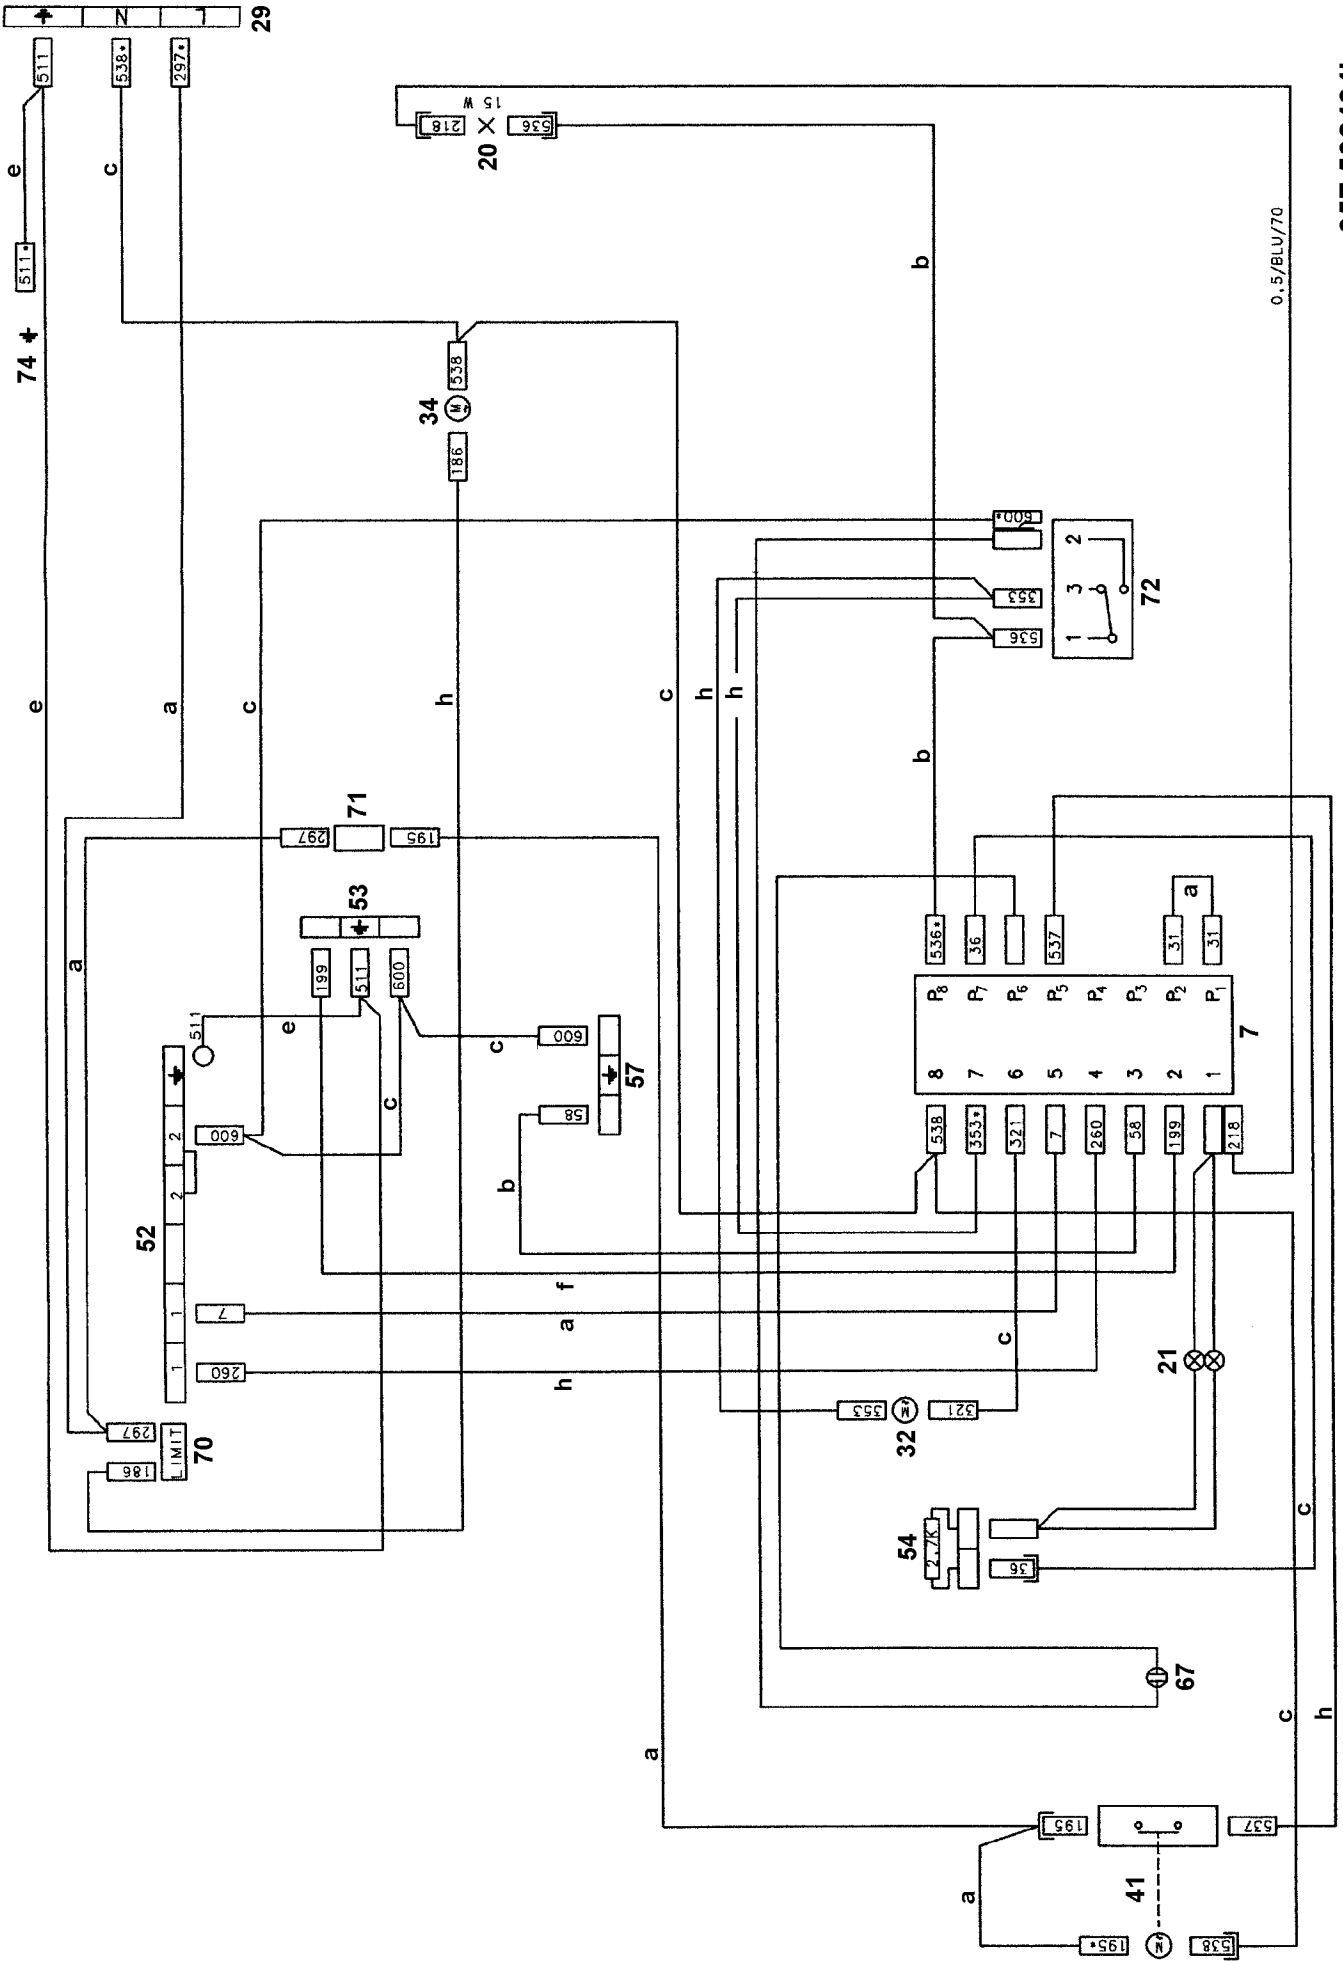 N
L
29
511
538*
297*
e
c
511*
74
218
15 W
20
536
b
0,5/BLU/70
34
M
538
186
e
a
c
h
c
h
h
600*
353
536
1
3
2
72
b
a
297
71
195
53
199
511
600
511
e
c
c
600
58
57
b
52
2
2
1
1
600
7
260
f
a
h
297
186
LIMIT
70
536*
36
537
31
31
a
P8
P7
P6
P5
P4
P3
P2
P1
8
7
6
5
4
3
2
1
7
538
353*
321
7
260
58
199
218
c
21
353
M
321
32
54
2,7K
36
c
67
a
c
h
195
537
41
a
195*
M
538